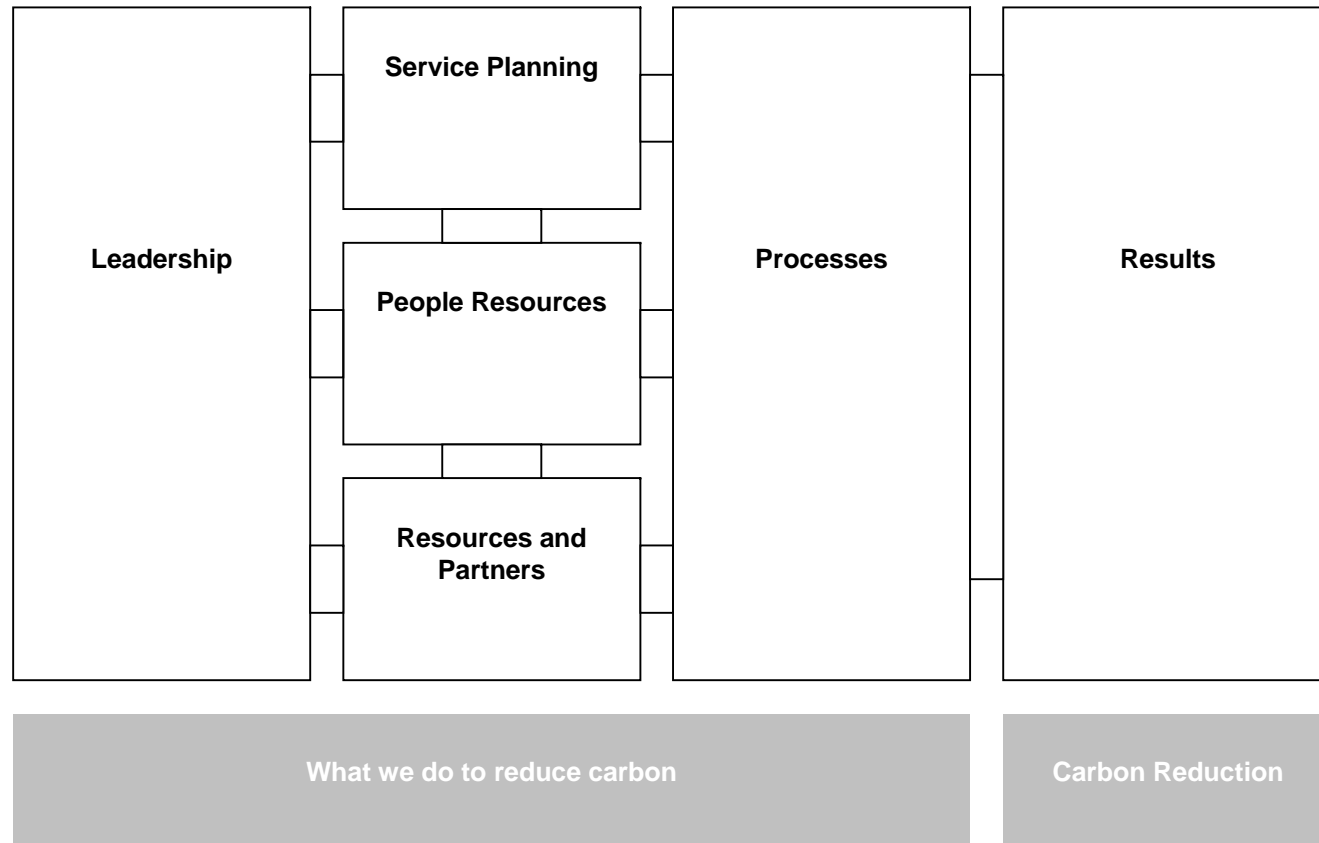 Service Planning
Leadership
People Resources
Resources and
Partners
Processes
Results
What we do to reduce carbon
Carbon Reduction